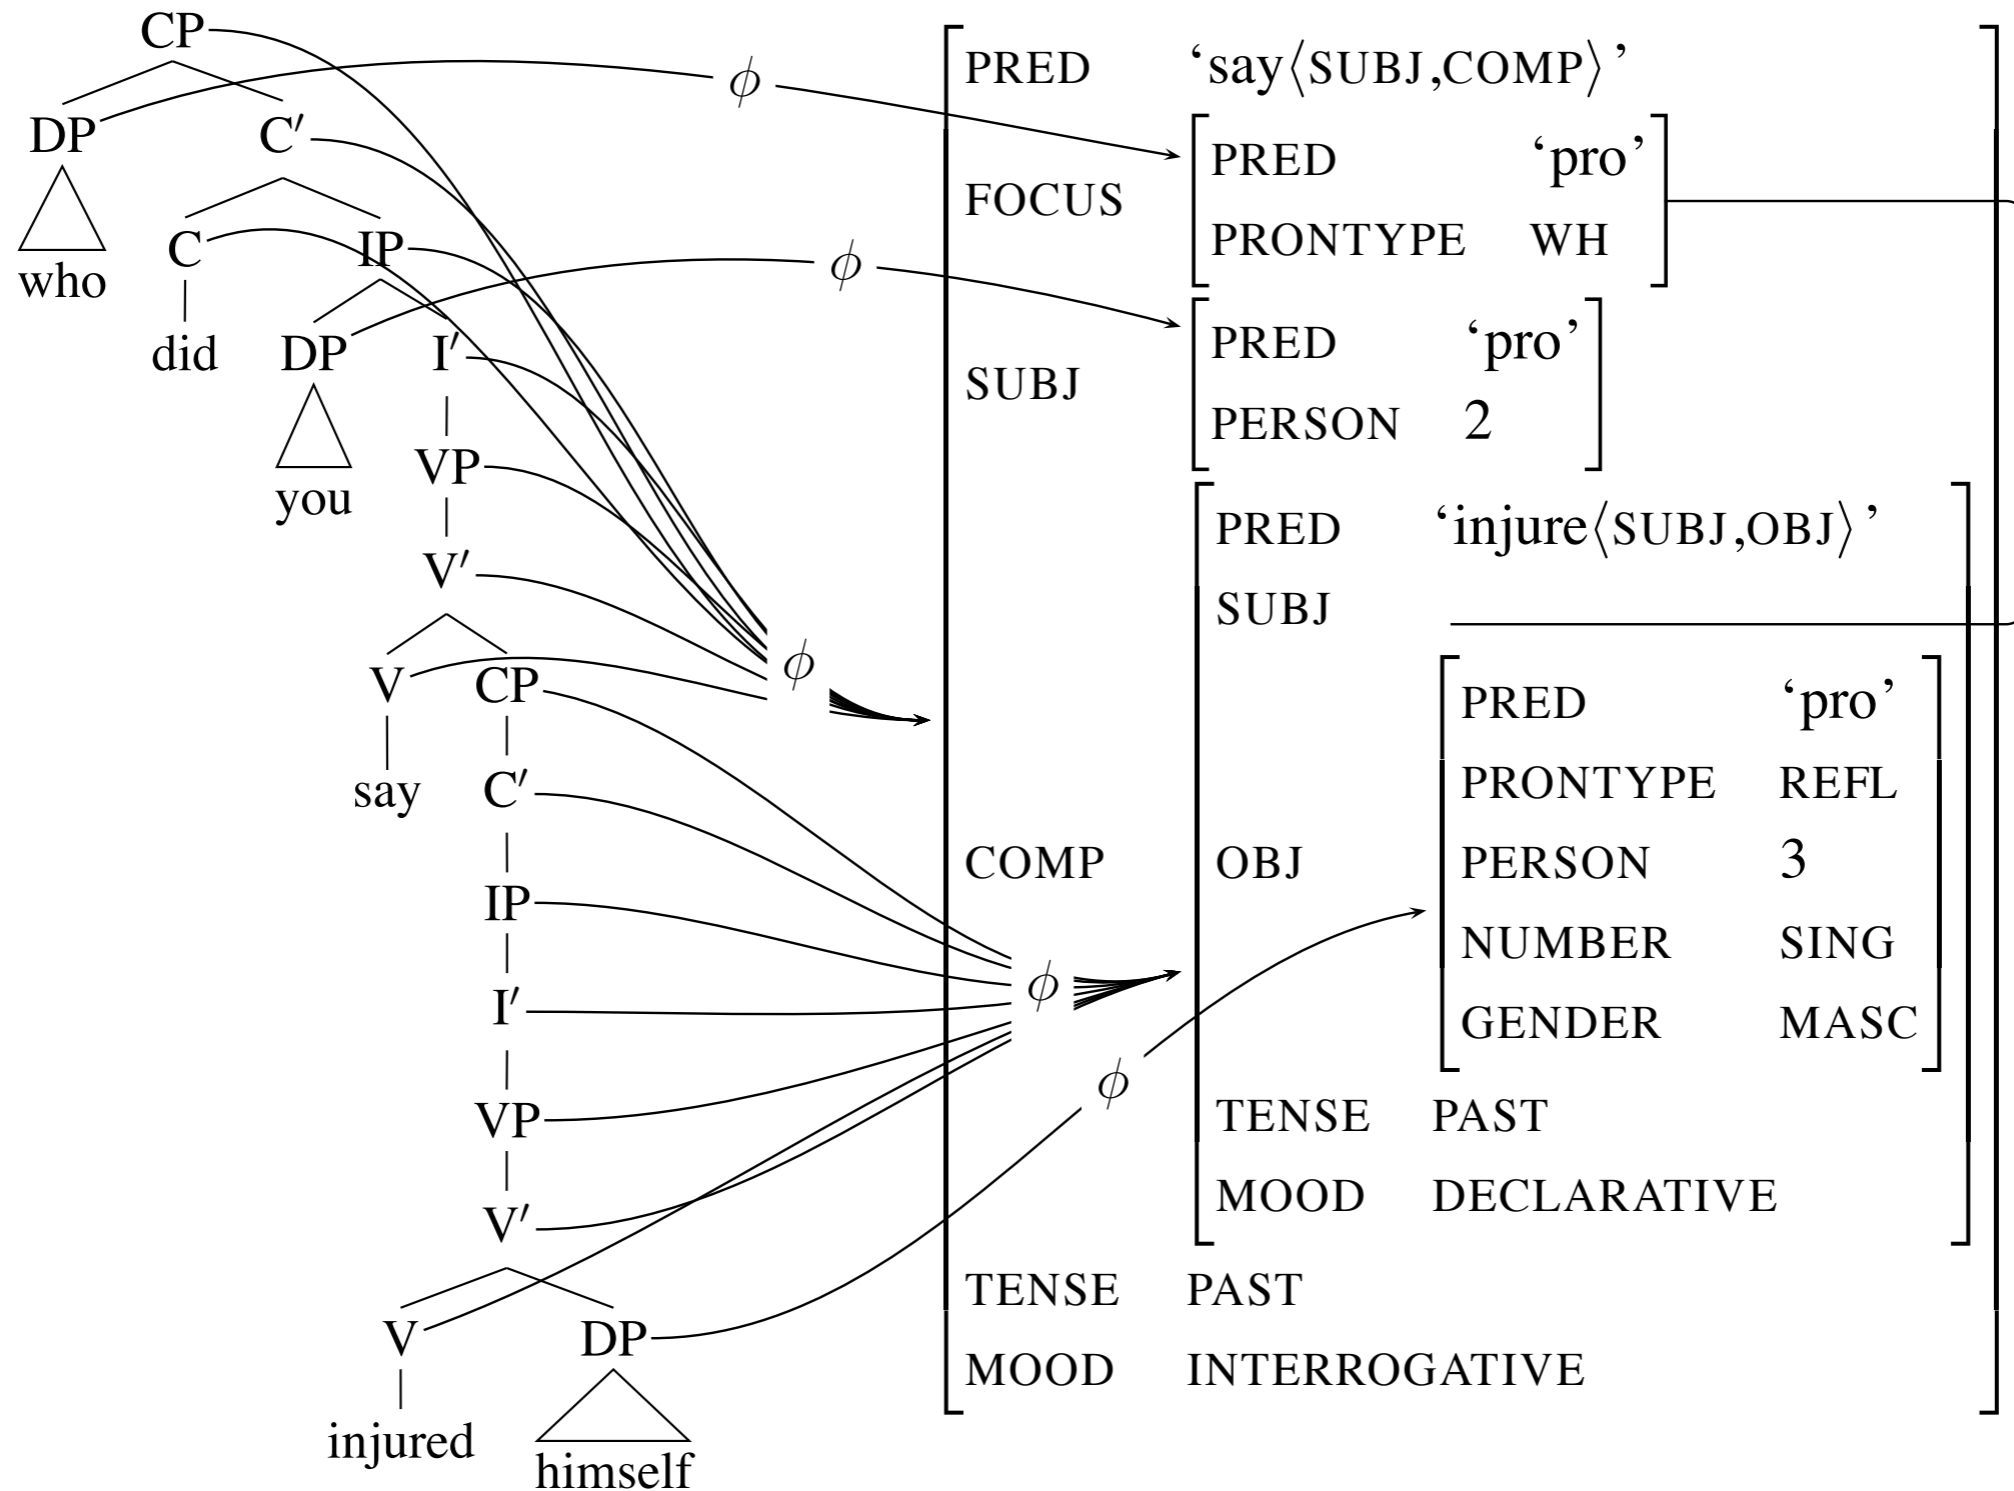 CP
DP C′
who
C IP
did
DP I′
you
VP
V′
V CP
say
C′
IP
I′
VP
V′
V DP
injured
himself
ϕ
ϕ
ϕ
ϕ
ϕ
PRED ‘say⟨SUBJ,COMP⟩’
FOCUS
PRED ‘pro’
PRONTYPE WH
SUBJ
PRED ‘pro’
PERSON 2
COMP
PRED ‘injure⟨SUBJ,OBJ⟩’
SUBJ
OBJ
PRED ‘pro’
PRONTYPE REFL
PERSON 3
NUMBER SING
GENDER MASC
TENSE PAST
MOOD DECLARATIVE
TENSE PAST
MOOD INTERROGATIVE